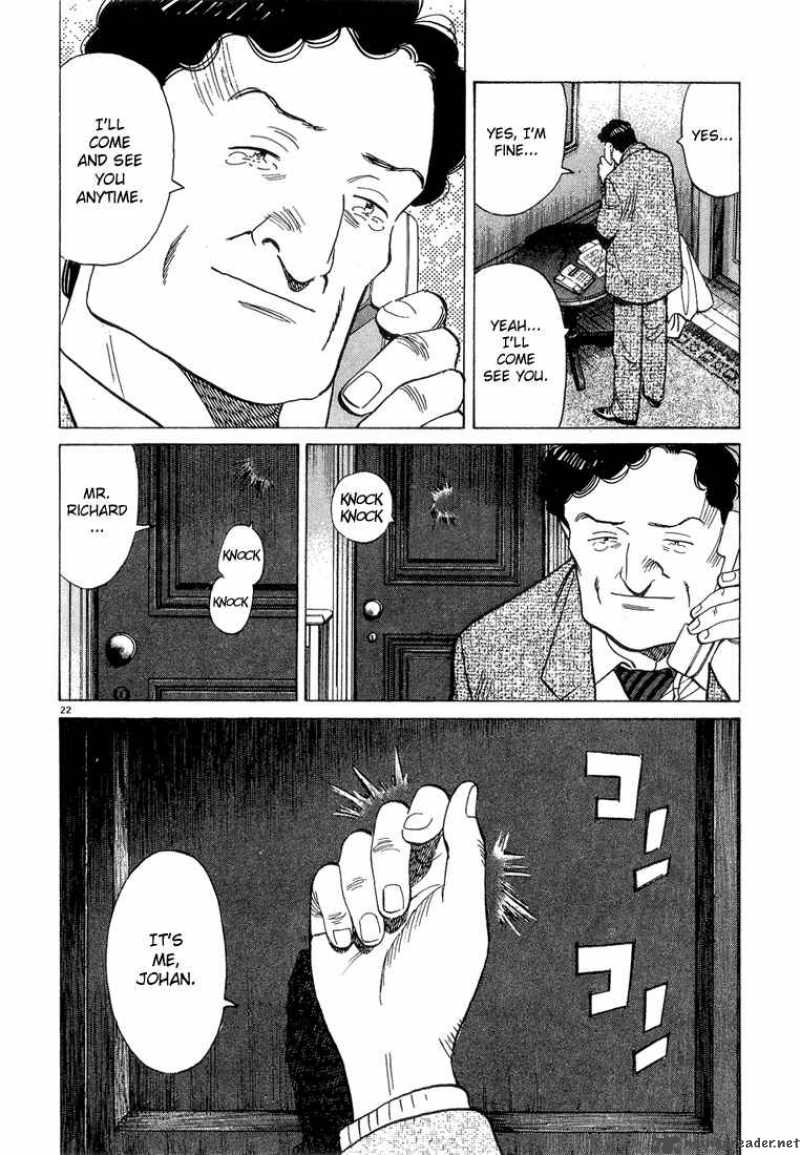 YES...
YES, I'M
FINE...
YEAH...
I'LL
COME
SEE
YOU.
I'LL
COME
AND SEE
YOU
ANYTIME.
KNOCK
KNOCK
MR.
RICHARD
...
KNOCK
KNOCK
22
コン
コン
IT'S
ME,
JOHAN.